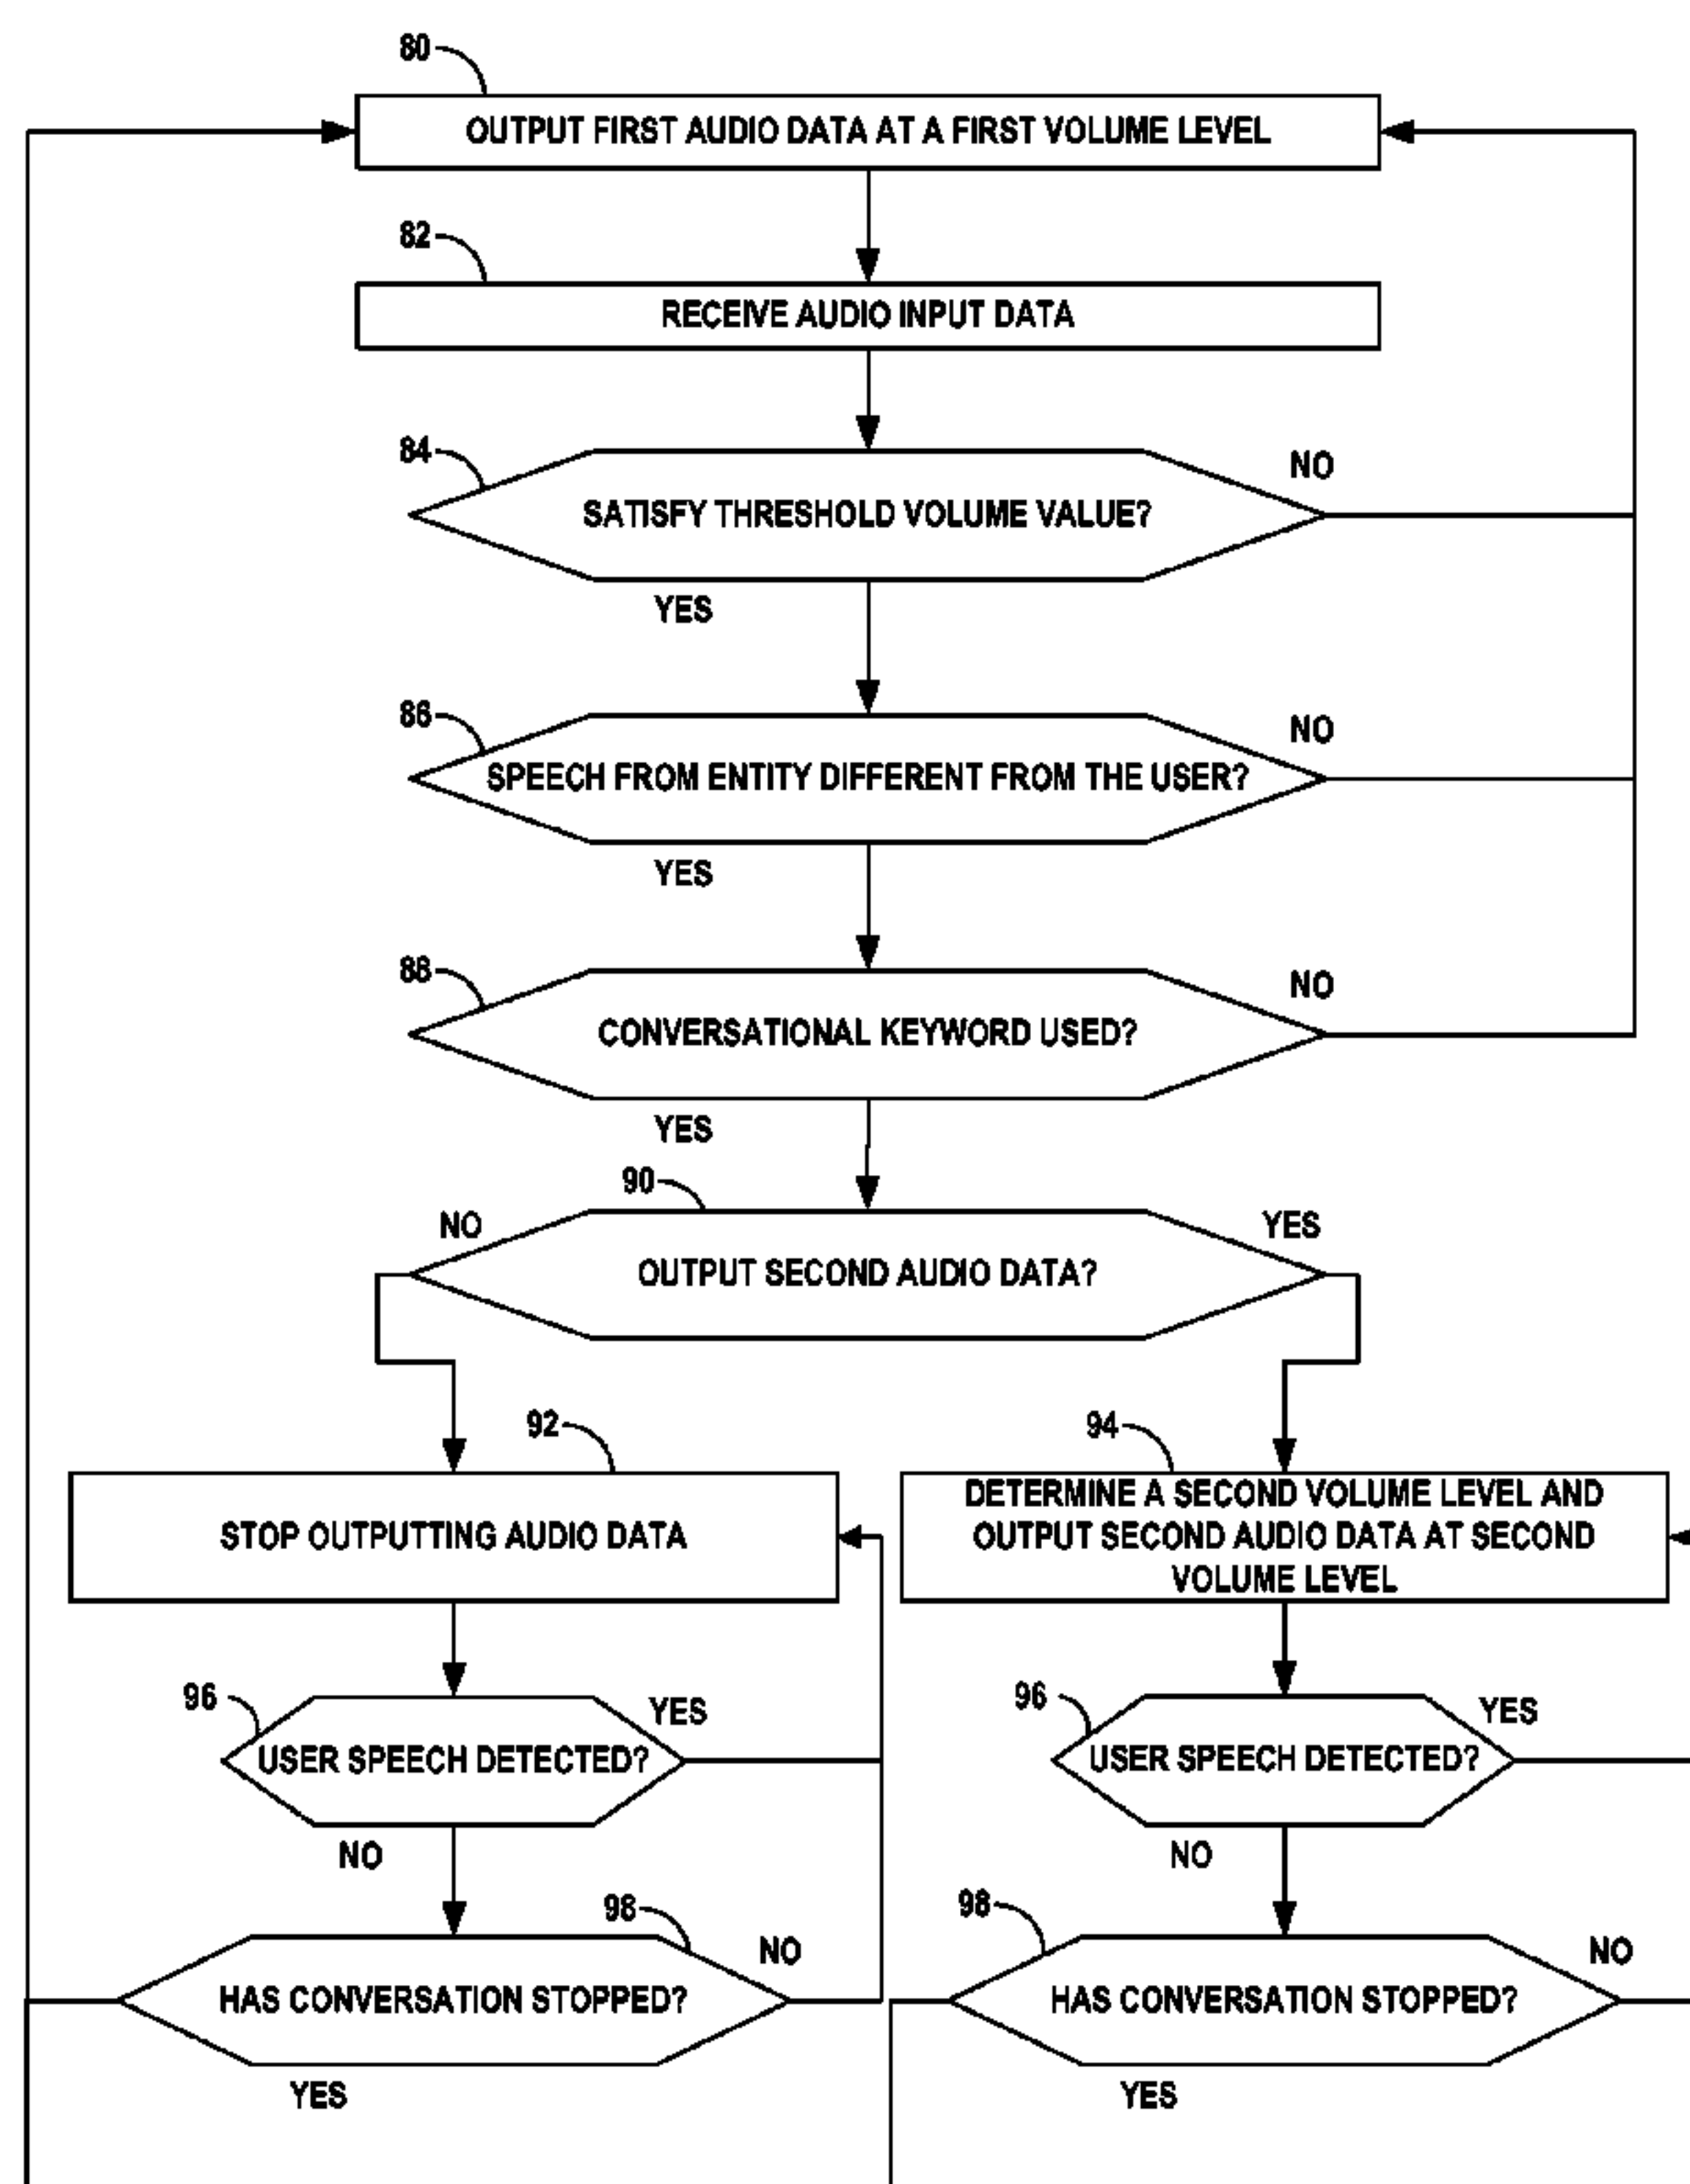 80
OUTPUT FIRST AUDIO DATA AT A FIRST VOLUME LEVEL
82
RECEIVE AUDIO INPUT DATA
84
NO
SATISFY THRESHOLD VOLUME VALUE?
YES
86
NO
SPEECH FROM ENTITY DIFFERENT FROM THE USER?
YES
88
NO
CONVERSATIONAL KEYWORD USED?
YES
90
NO
YES
OUTPUT SECOND AUDIO DATA?
92
94
STOP OUTPUTTING AUDIO DATA
DETERMINE A SECOND VOLUME LEVEL AND
OUTPUT SECOND AUDIO DATA AT SECOND
VOLUME LEVEL
96
YES
USER SPEECH DETECTED?
NO
96
YES
USER SPEECH DETECTED?
NO
98
NO
HAS CONVERSATION STOPPED?
YES
98
NO
HAS CONVERSATION STOPPED?
YES